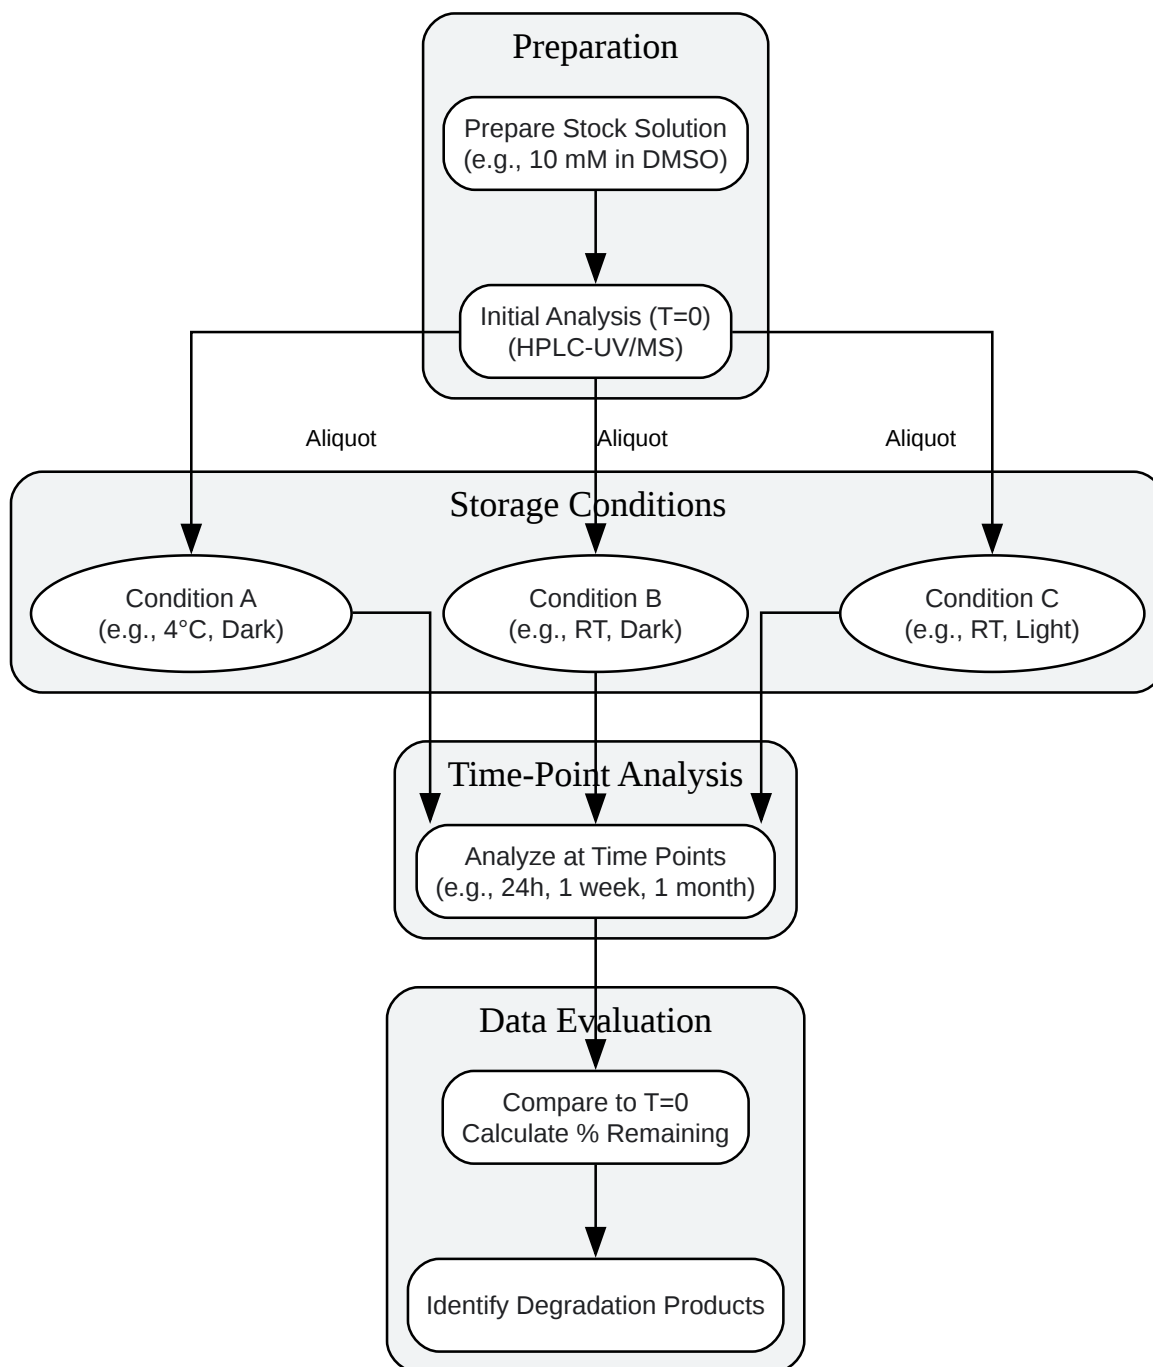 Preparation
Prepare Stock Solution
(e.g., 10 mM in DMSO)
Initial Analysis (T=0)
(HPLC-UV/MS)
Aliquot
Aliquot
Aliquot
Storage Conditions
Condition A
(e.g., 4°C, Dark)
Condition B
(e.g., RT, Dark)
Condition C
(e.g., RT, Light)
Time-Point Analysis
Analyze at Time Points
(e.g., 24h, 1 week, 1 month)
Data Evaluation
Compare to T=0
Calculate % Remaining
Identify Degradation Products